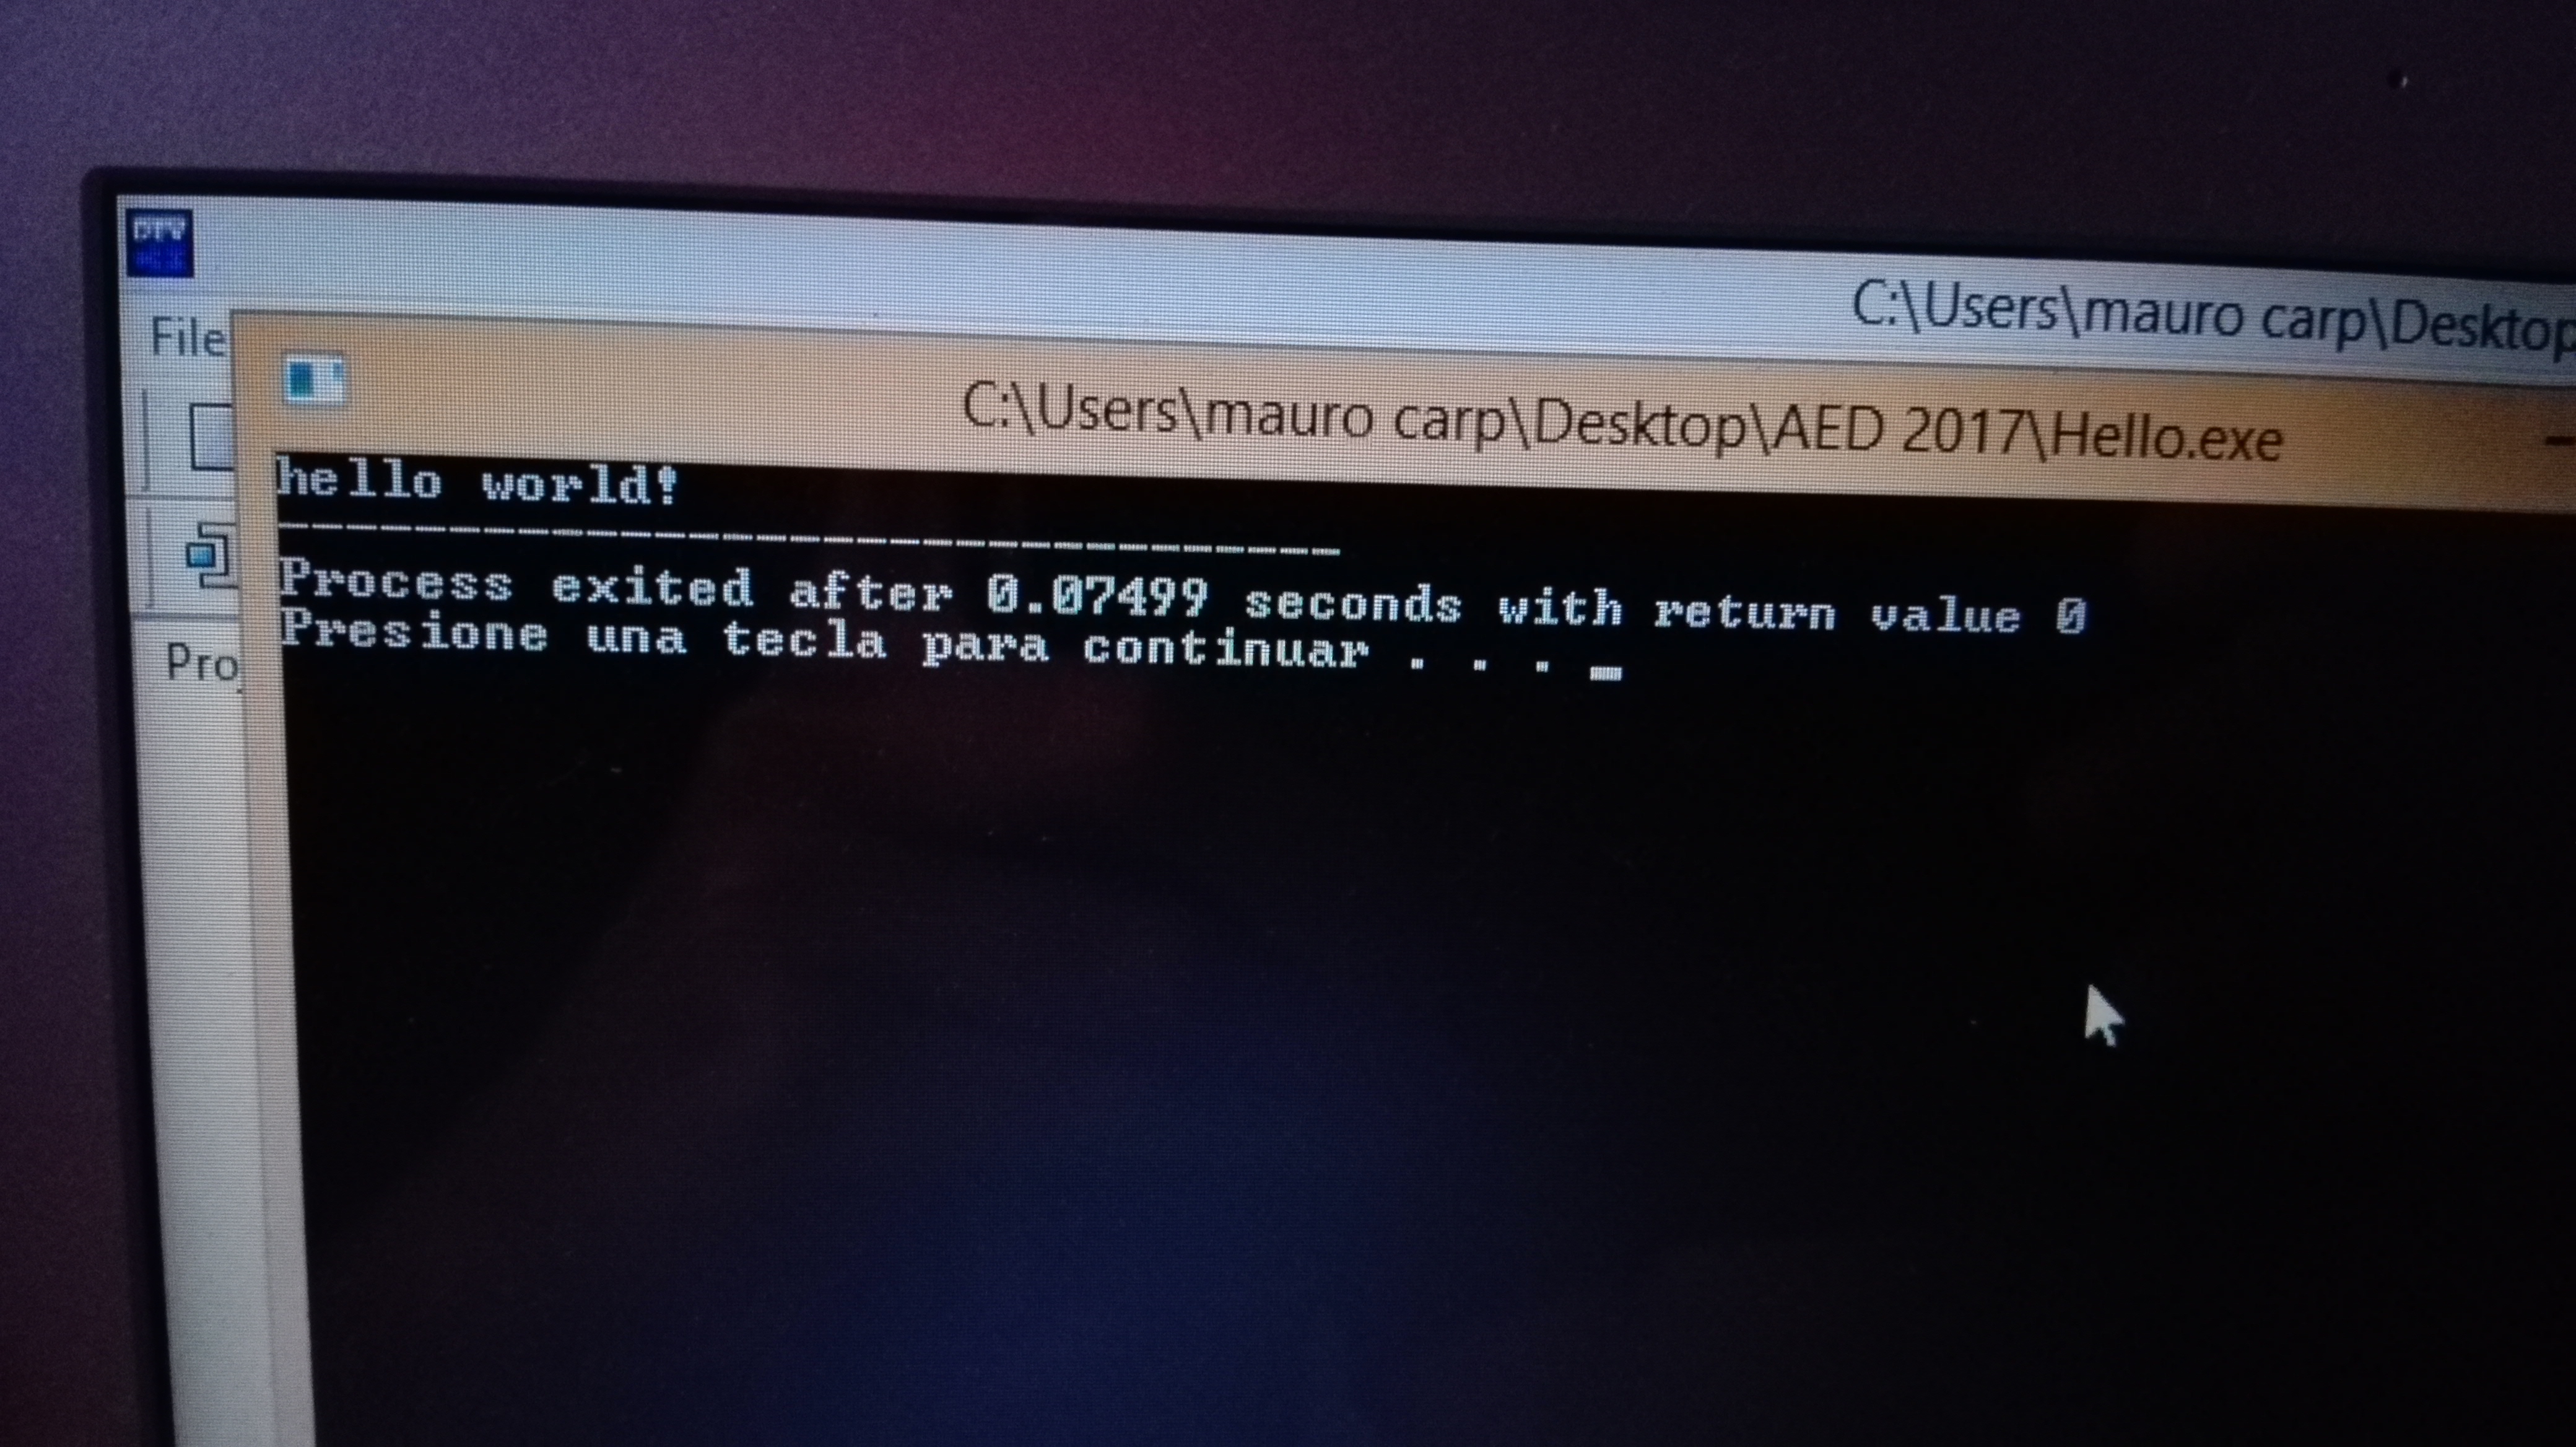 DEV
C:\Users\mauro carp\Desktop
File
C:\Users\mauro carp\Desktop\AED 2017\Hello.exe
hello world!
--------------------------------
Process exited after 0.07499 seconds with return value 0
Presione una tecla para continuar . . .
Proj